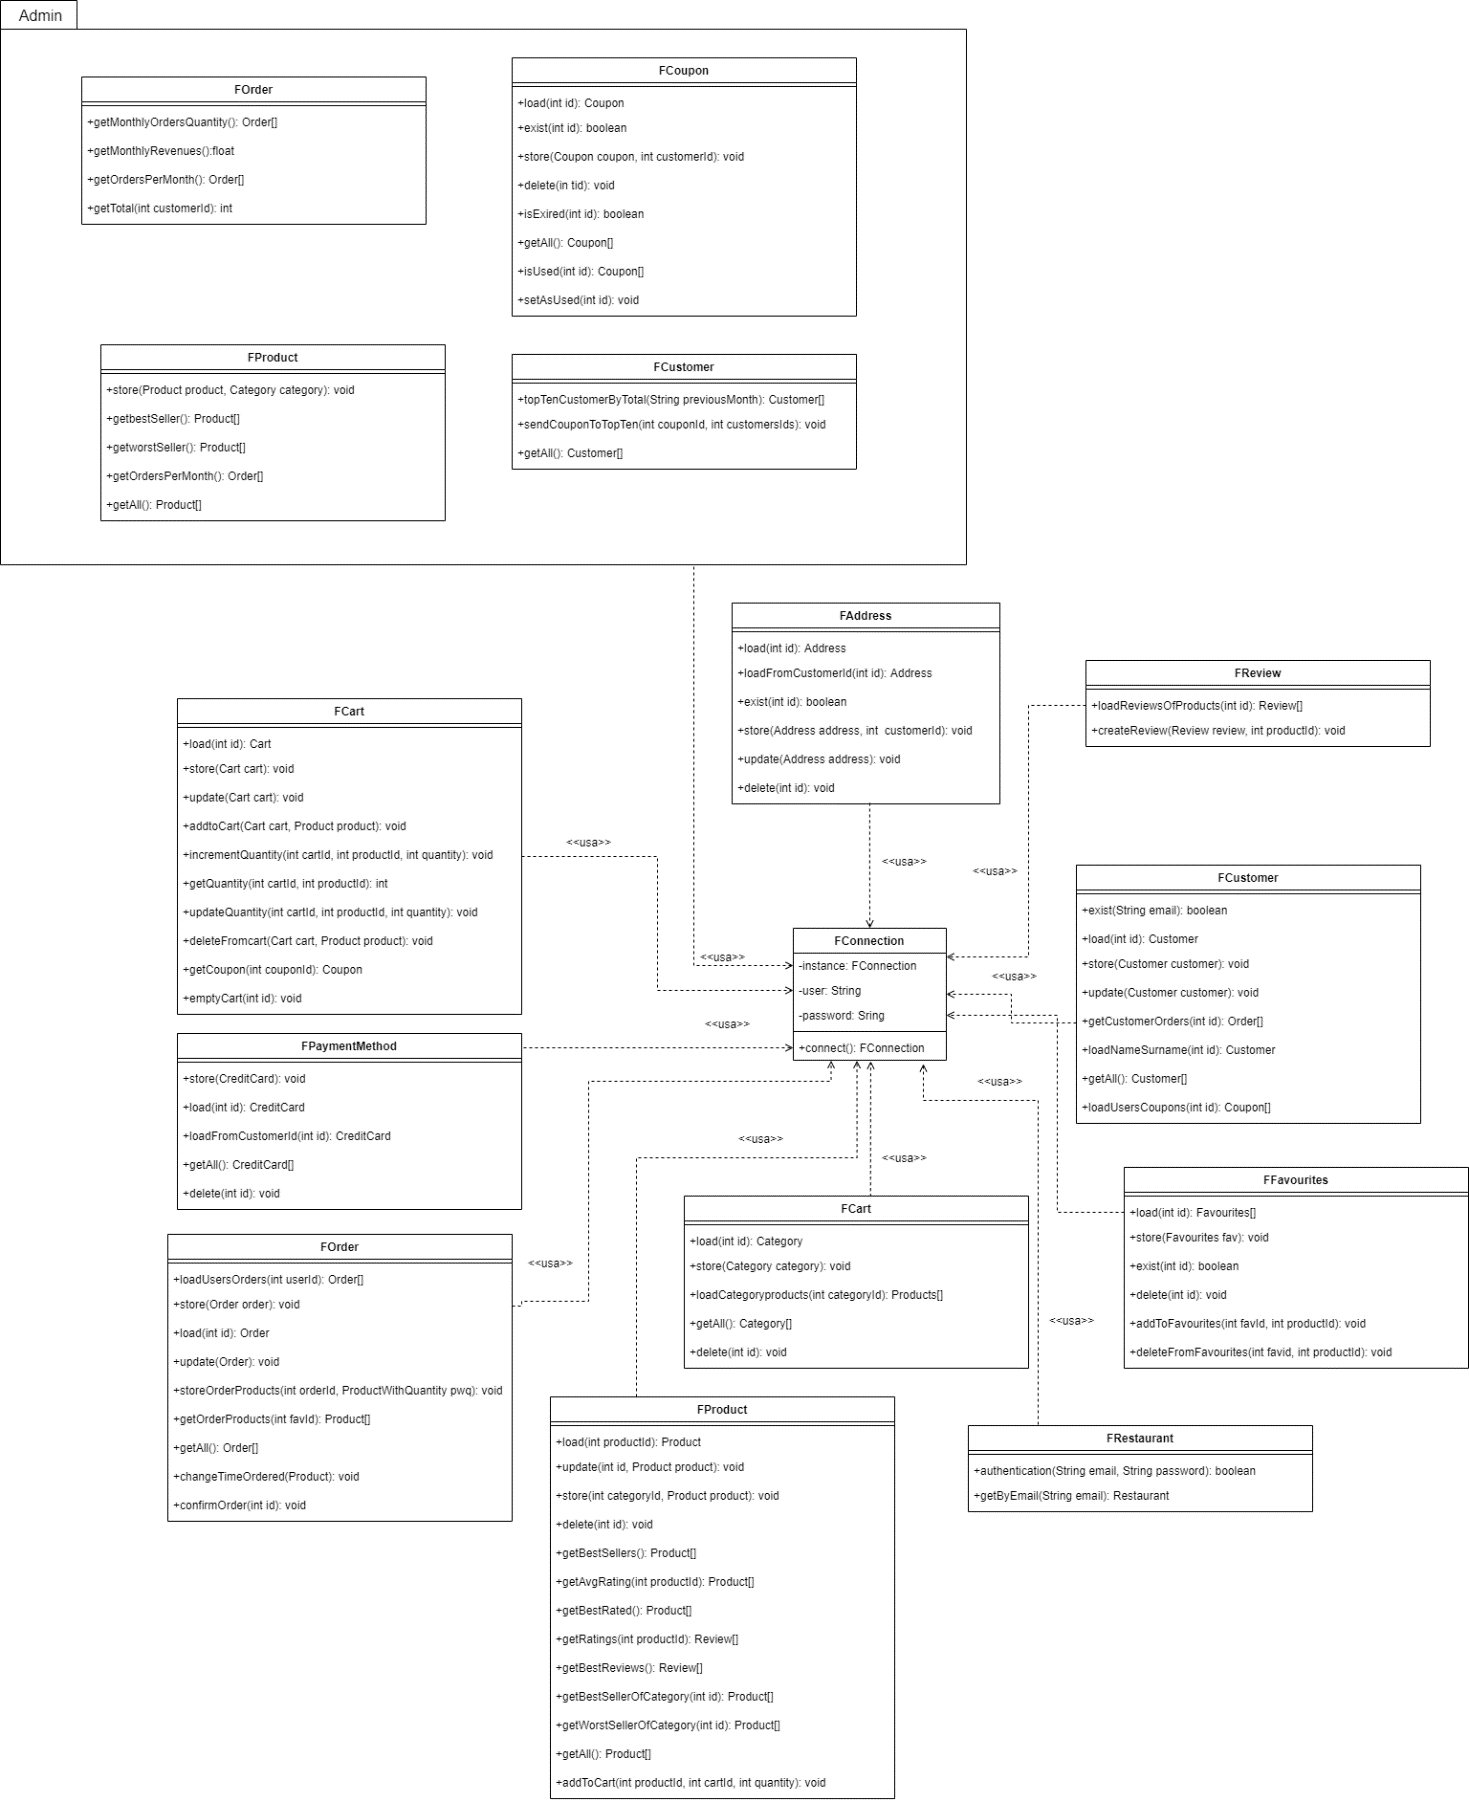 Admin
FOrder
+getMonthlyOrdersQuantity(): Order[]
+getMonthlyRevenues():float
+getOrdersPerMonth(): Order[]
+getTotal(int customerId): int
FCoupon
+load(int id): Coupon
+exist(int id): boolean
+store(Coupon coupon, int customerId): void
+delete(in tid): void
+isExired(int id): boolean
+getAll(): Coupon[]
+isUsed(int id): Coupon[]
+setAsUsed(int id): void
FProduct
+store(Product product, Category category): void
+getbestSeller(): Product[]
+getworstSeller(): Product[]
+getOrdersPerMonth(): Order[]
+getAll(): Product[]
FCustomer
+topTenCustomerByTotal(String previousMonth): Customer[]
+sendCouponToTopTen(int couponId, int customersIds): void
+getAll(): Customer[]
FAddress
+load(int id): Address
+loadFromCustomerId(int id): Address
+exist(int id): boolean
+store(Address address, int  customerId): void
+update(Address address): void
+delete(int id): void
FReview
+loadReviewsOfProducts(int id): Review[]
+createReview(Review review, int productId): void
FCart
+load(int id): Cart
+store(Cart cart): void
+update(Cart cart): void
+addtoCart(Cart cart, Product product): void
+incrementQuantity(int cartId, int productId, int quantity): void
+getQuantity(int cartId, int productId): int
+updateQuantity(int cartId, int productId, int quantity): void
+deleteFromcart(Cart cart, Product product): void
+getCoupon(int couponId): Coupon
+emptyCart(int id): void
<<usa>>
<<usa>>
<<usa>>
<<usa>>
<<usa>>
<<usa>>
FConnection
-instance: FConnection
-user: String
-password: Sring
+connect(): FConnection
FCustomer
+exist(String email): boolean
+load(int id): Customer
+store(Customer customer): void
+update(Customer customer): void
+getCustomerOrders(int id): Order[]
+loadNameSurname(int id): Customer
+getAll(): Customer[]
+loadUsersCoupons(int id): Coupon[]
FPaymentMethod
+store(CreditCard): void
+load(int id): CreditCard
+loadFromCustomerId(int id): CreditCard
+getAll(): CreditCard[]
+delete(int id): void
<<usa>>
<<usa>>
<<usa>>
FFavourites
+load(int id): Favourites[]
+store(Favourites fav): void
+exist(int id): boolean
+delete(int id): void
+addToFavourites(int favId, int productId): void
+deleteFromFavourites(int favid, int productId): void
FOrder
+loadUsersOrders(int userId): Order[]
+store(Order order): void
+load(int id): Order
+update(Order): void
+storeOrderProducts(int orderId, ProductWithQuantity pwq): void
+getOrderProducts(int favId): Product[]
+getAll(): Order[]
+changeTimeOrdered(Product): void
+confirmOrder(int id): void
<<usa>>
FCart
+load(int id): Category
+store(Category category): void
+loadCategoryproducts(int categoryId): Products[]
+getAll(): Category[]
+delete(int id): void
<<usa>>
FProduct
+load(int productId): Product
+update(int id, Product product): void
+store(int categoryId, Product product): void
+delete(int id): void
+getBestSellers(): Product[]
+getAvgRating(int productId): Product[]
+getBestRated(): Product[]
+getRatings(int productId): Review[]
+getBestReviews(): Review[]
+getBestSellerOfCategory(int id): Product[]
+getWorstSellerOfCategory(int id): Product[]
+getAll(): Product[]
+addToCart(int productId, int cartId, int quantity): void
FRestaurant
+authentication(String email, String password): boolean
+getByEmail(String email): Restaurant